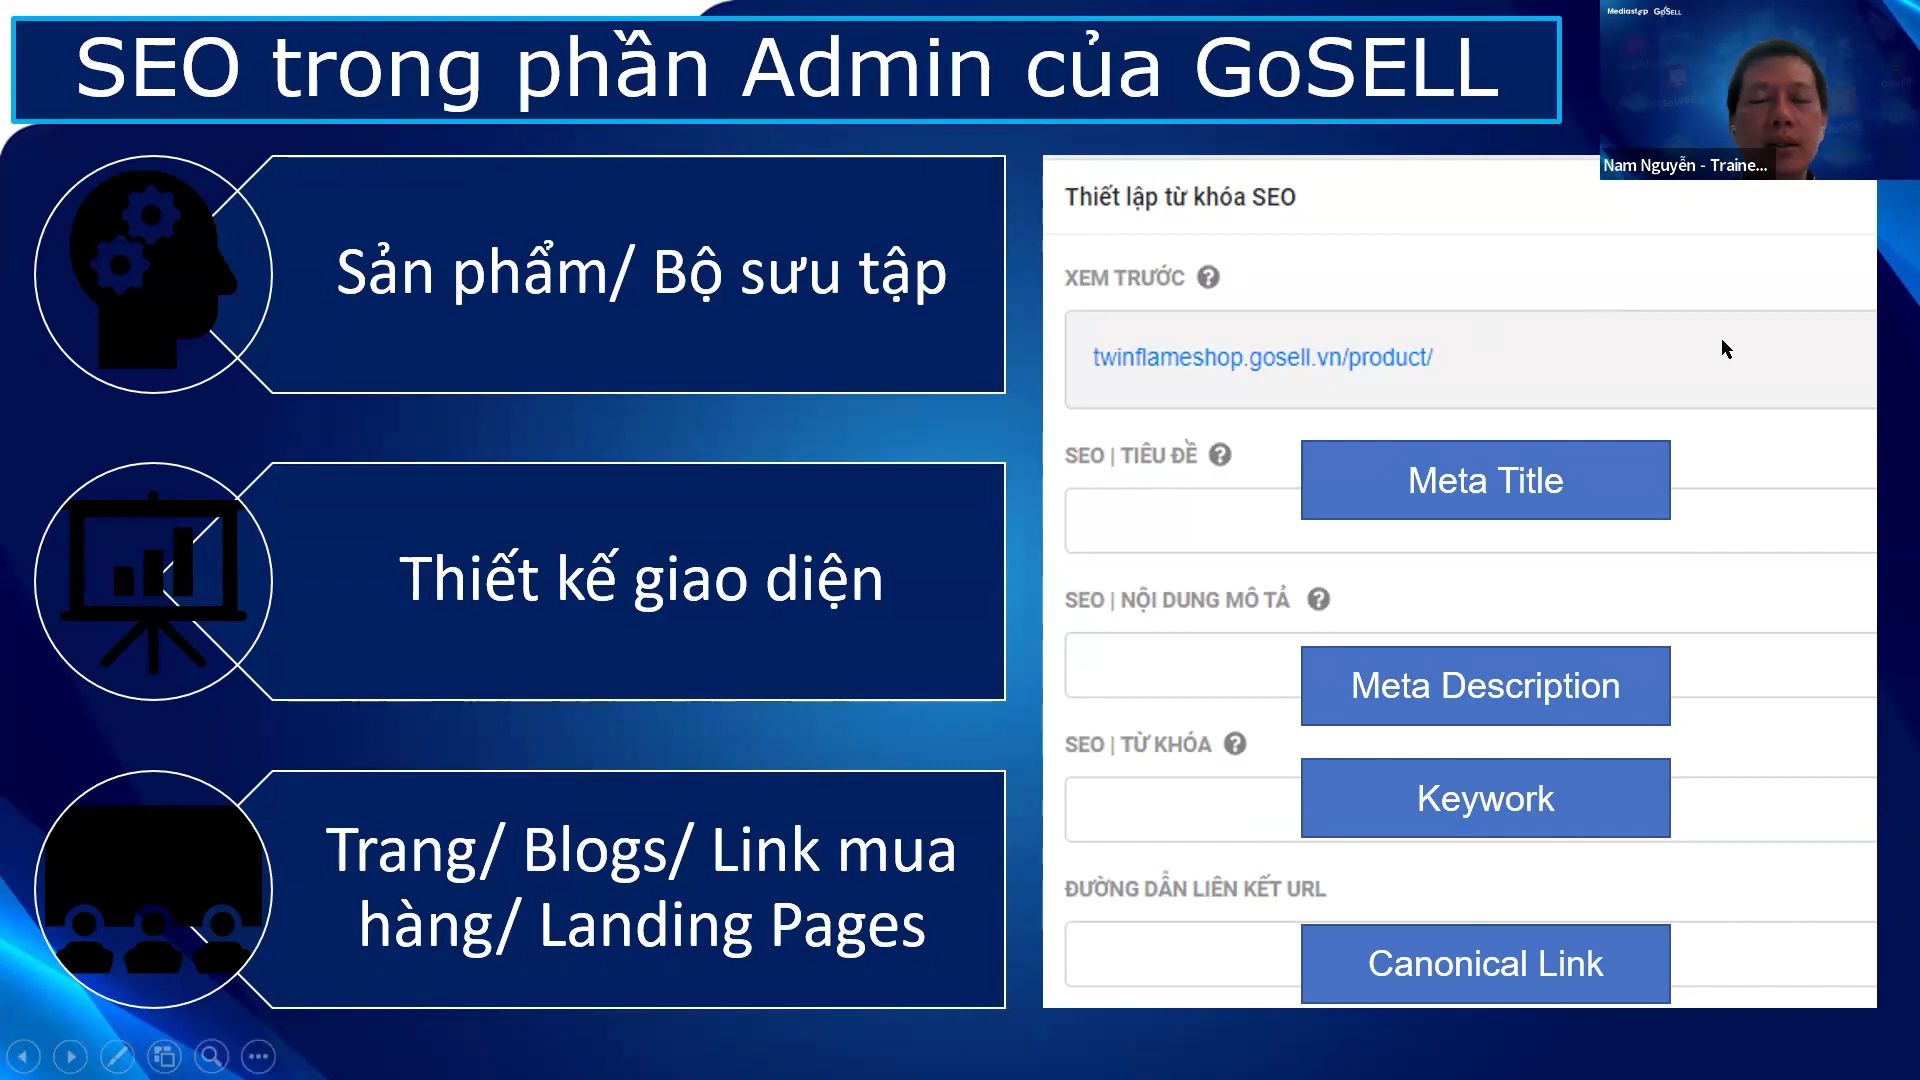 SEO trong phần Admin của GoSELL
Mediastep GoSELL
Nam Nguyễn - Traine...
Sản phẩm/ Bộ sưu tập
Thiết kế giao diện
Trang/ Blogs/ Link mua
hàng/ Landing Pages
Thiết lập từ khóa SEO
XEM TRƯỚC
twinflameshop.gosell.vn/product/
SEO | TIÊU ĐỀ
Meta Title
SEO | NỘI DUNG MÔ TẢ
Meta Description
SEO | TỪ KHÓA
Keywork
ĐƯỜNG DẪN LIÊN KẾT URL
Canonical Link